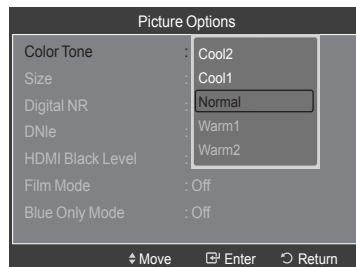 Picture Options
Color Tone :
Cool2
Size :
Cool1
Digital NR :
Normal
DNIe :
Warm1
HDMI Black Level :
Warm2
Film Mode : Off
Blue Only Mode : Off
Move Enter Return